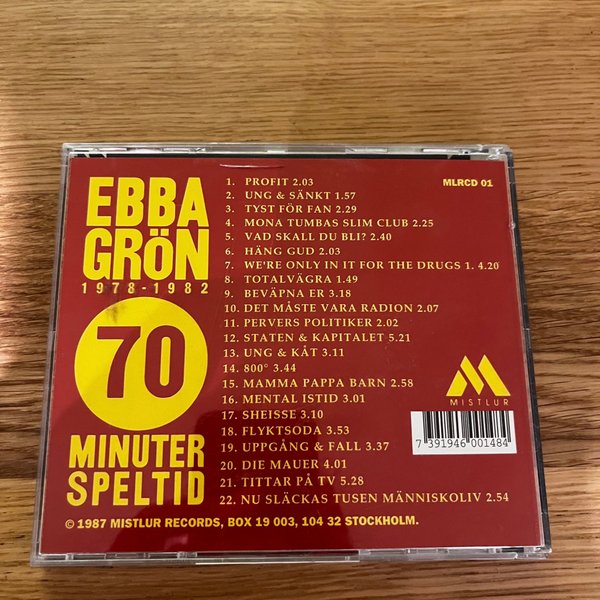 EBBA
GRÖN
1978-1982
70
MINUTER
SPELTID
MLRCD 01
1. PROFIT 2.03
2. UNG & SÄNKT 1.57
3. TYST FÖR FAN 2.29
4. MONA TUMBAS SLIM CLUB 2.25
5. VAD SKALL DU BLI? 2.40
6. HÄNG GUD 2.03
7. WE'RE ONLY IN IT FOR THE DRUGS 1. 4.20
8. TOTALVÄGRA 1.49
9. BEVÄPNA ER 3.18
10. DET MÅSTE VARA RADION 2.07
11. PERVERS POLITIKER 2.02
12. STATEN & KAPITALET 5.21
13. UNG & KÅT 3.11
14. 800° 3.44
15. MAMMA PAPPA BARN 2.58
16. MENTAL ISTID 3.01
17. SHEISSE 3.10
18. FLYKTSODA 3.53
19. UPPGÅNG & FALL 3.37
20. DIE MAUER 4.01
21. TITTAR PÅ TV 5.28
22. NU SLÄCKAS TUSEN MÄNNISKOLIV 2.54
MISTLUR
7 391946 001484
© 1987 MISTLUR RECORDS, BOX 19 003, 104 32 STOCKHOLM.